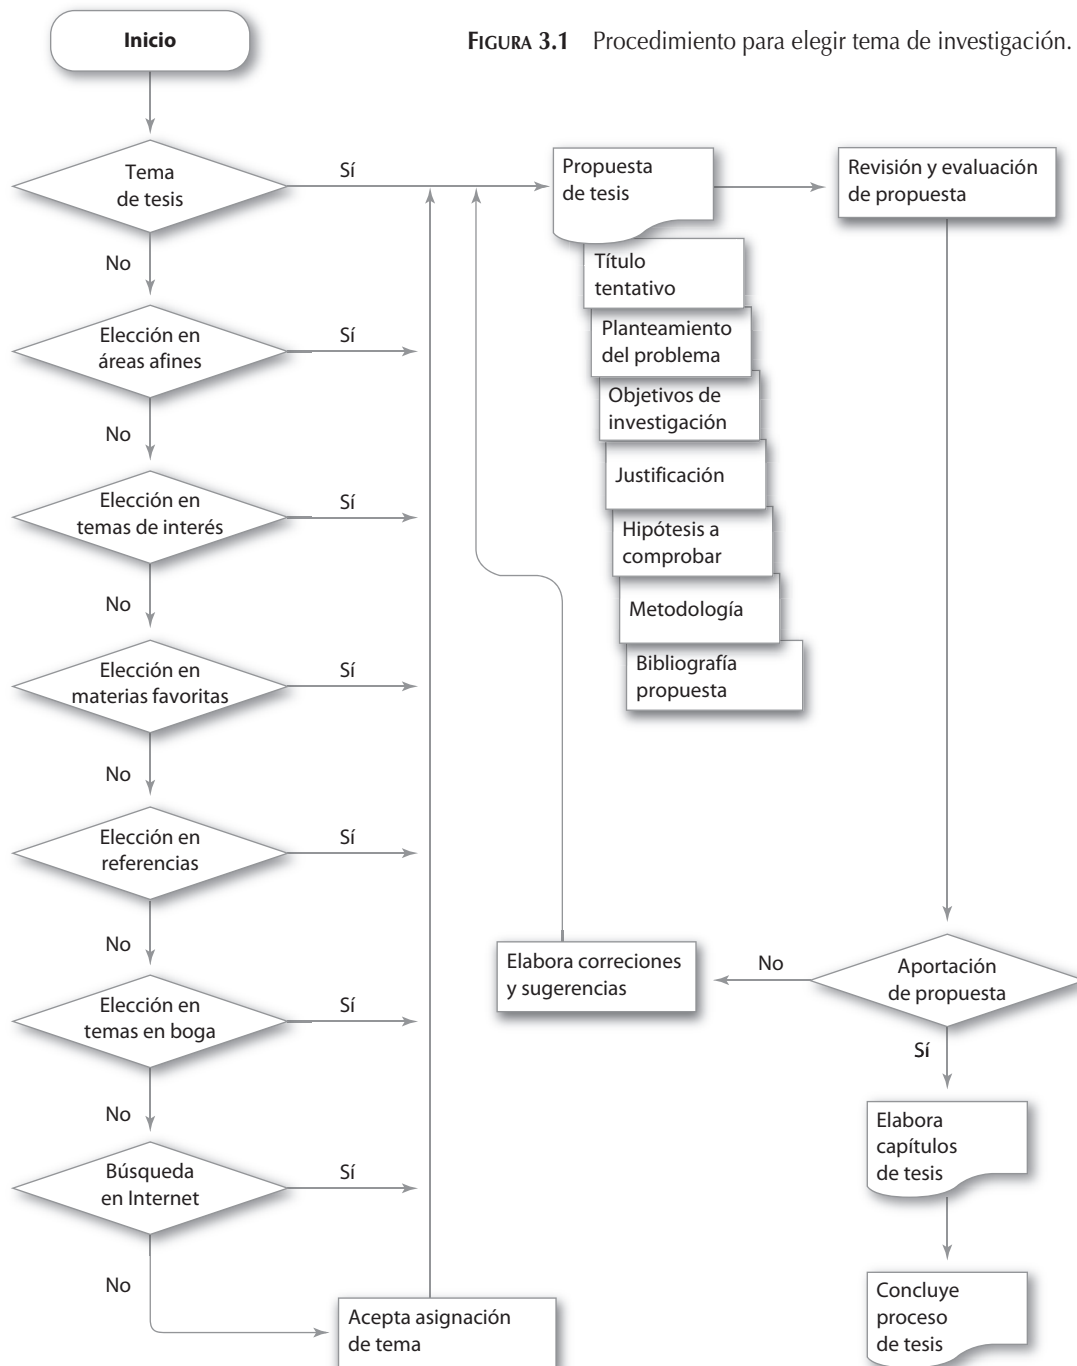 Inicio
FIGURA 3.1 Procedimiento para elegir tema de investigación.
Tema
de tesis
Sí
No
Propuesta
de tesis
Revisión y evaluación
de propuesta
Título
tentativo
Planteamiento
del problema
Objetivos de
investigación
Justificación
Hipótesis a
comprobar
Metodología
Bibliografía
propuesta
Elección en
áreas afines
Sí
No
Elección en
temas de interés
Sí
No
Elección en
materias favoritas
Sí
No
Elección en
referencias
Sí
No
Elección en
temas en boga
Sí
No
Búsqueda
en Internet
Sí
No
Acepta asignación
de tema
Elabora correciones
y sugerencias
No
Aportación
de propuesta
Sí
Elabora
capítulos
de tesis
Concluye
proceso
de tesis